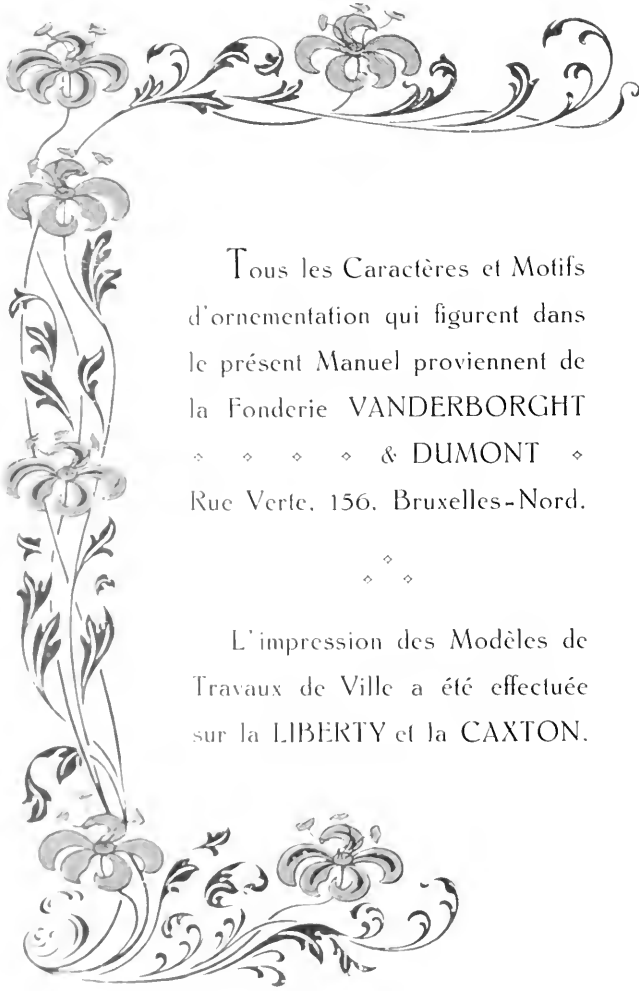 Tous les Caractères et Motifs
d'ornementation qui figurent dans
le présent Manuel proviennent de
la Fonderie VANDERBORGHT
& DUMONT
Rue Verte, 156, Bruxelles-Nord.
L'impression des Modèles de
Travaux de Ville a été effectuée
sur la LIBERTY et la CAXTON.